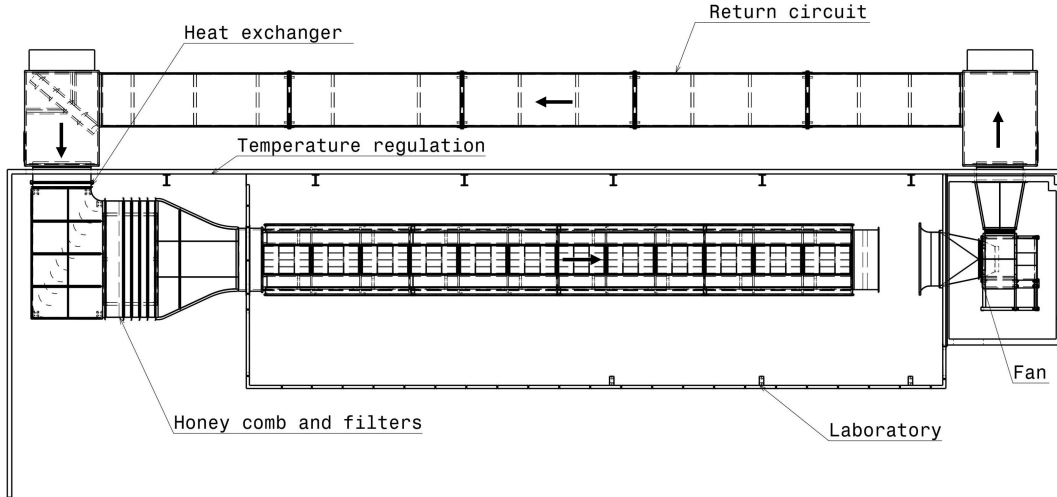 Return circuit
Heat exchanger
Temperature regulation
Fan
Honey comb and filters
Laboratory